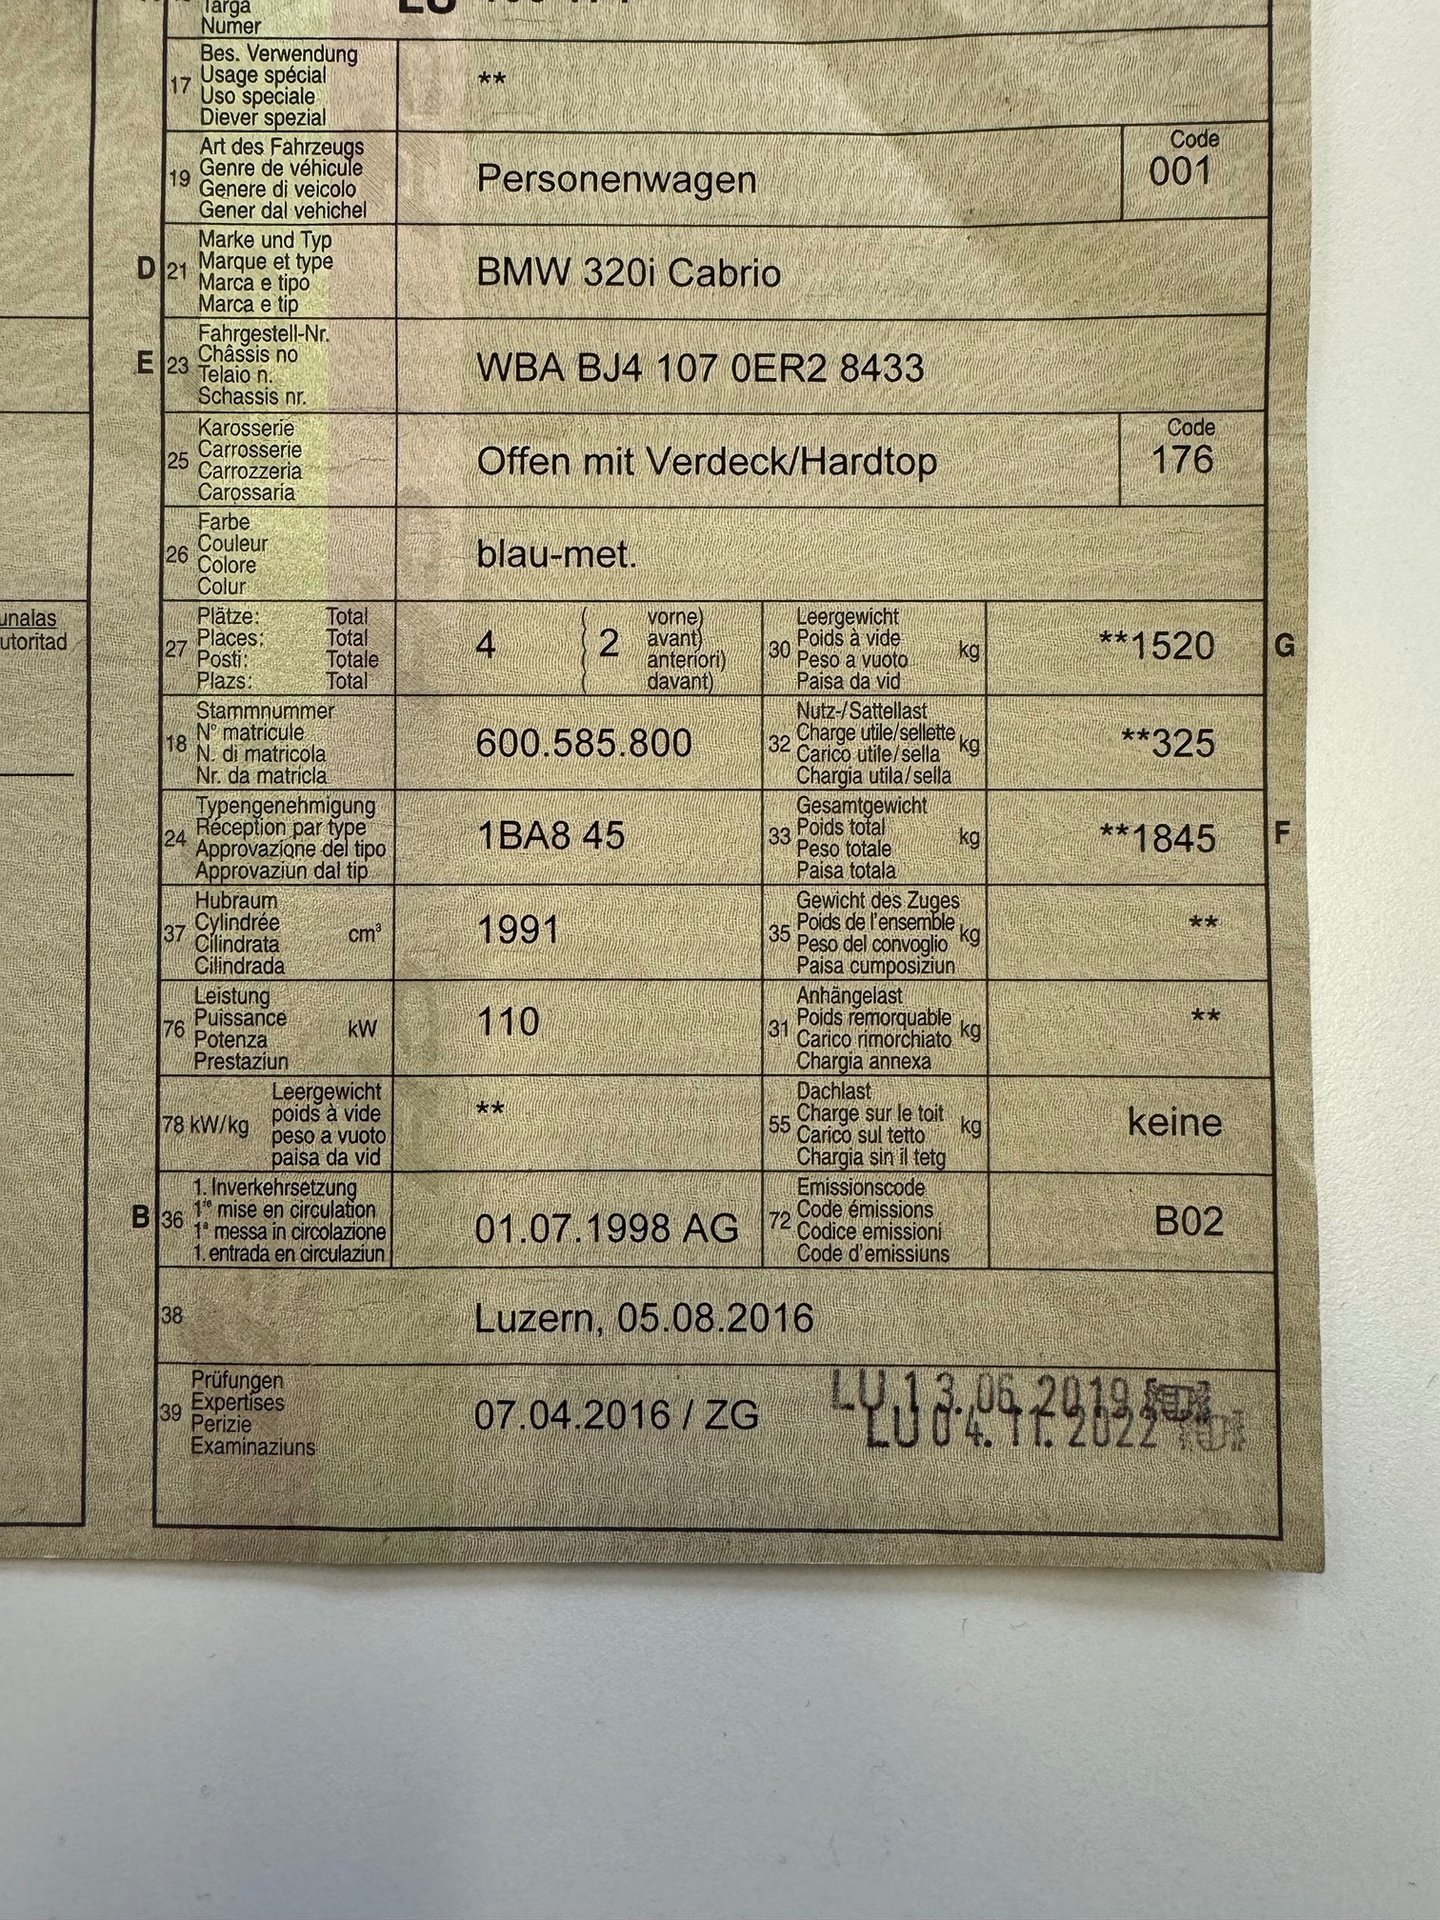 Targa
Numer
LU
17
Bes. Verwendung
Usage spécial
Uso speciale
Diever spezial
**
19
Art des Fahrzeugs
Genre de véhicule
Genere di veicolo
Gener dal vehichel
Personenwagen
Code
001
D
21
Marke und Typ
Marque et type
Marca e tipo
Marca e tip
BMW 320i Cabrio
E
23
Fahrgestell-Nr.
Châssis no
Telaio n.
Schassis nr.
WBA BJ4 107 0ER2 8433
25
Karosserie
Carrosserie
Carrozzeria
Carossaria
Offen mit Verdeck/Hardtop
Code
176
26
Farbe
Couleur
Colore
Colur
blau-met.
unalas
utoritad
27
Plätze: Total
Places: Total
Posti: Totale
Plazs: Total
4
( 2 vorne)
avant)
anteriori)
davant)
30
Leergewicht
Poids à vide
Peso a vuoto
Paisa da vid
kg
**1520
G
18
Stammnummer
N° matricule
N. di matricola
Nr. da matricla
600.585.800
32
Nutz-/Sattellast
Charge utile/sellette
Carico utile/sella
Chargia utila/sella
kg
**325
24
Typengenehmigung
Réception par type
Approvazione del tipo
Approvaziun dal tip
1BA8 45
33
Gesamtgewicht
Poids total
Peso totale
Paisa totala
kg
**1845
F
37
Hubraum
Cylindrée
Cilindrata
Cilindrada
cm³
1991
35
Gewicht des Zuges
Poids de l'ensemble
Peso del convoglio
Paisa cumposiziun
kg
**
76
Leistung
Puissance
Potenza
Prestaziun
kW
110
31
Anhängelast
Poids remorquable
Carico rimorchiato
Chargia annexa
kg
**
78 kW/kg
Leergewicht
poids à vide
peso a vuoto
paisa da vid
**
55
Dachlast
Charge sur le toit
Carico sul tetto
Chargia sin il tetg
kg
keine
B
36
1. Inverkehrsetzung
1re mise en circulation
1a messa in circolazione
1. entrada en circulaziun
01.07.1998 AG
72
Emissionscode
Code émissions
Codice emissioni
Code d'emissiuns
B02
38
Luzern, 05.08.2016
39
Prüfungen
Expertises
Perizie
Examinaziuns
07.04.2016 / ZG
LU 13.06.2019
LU 04.11.2022